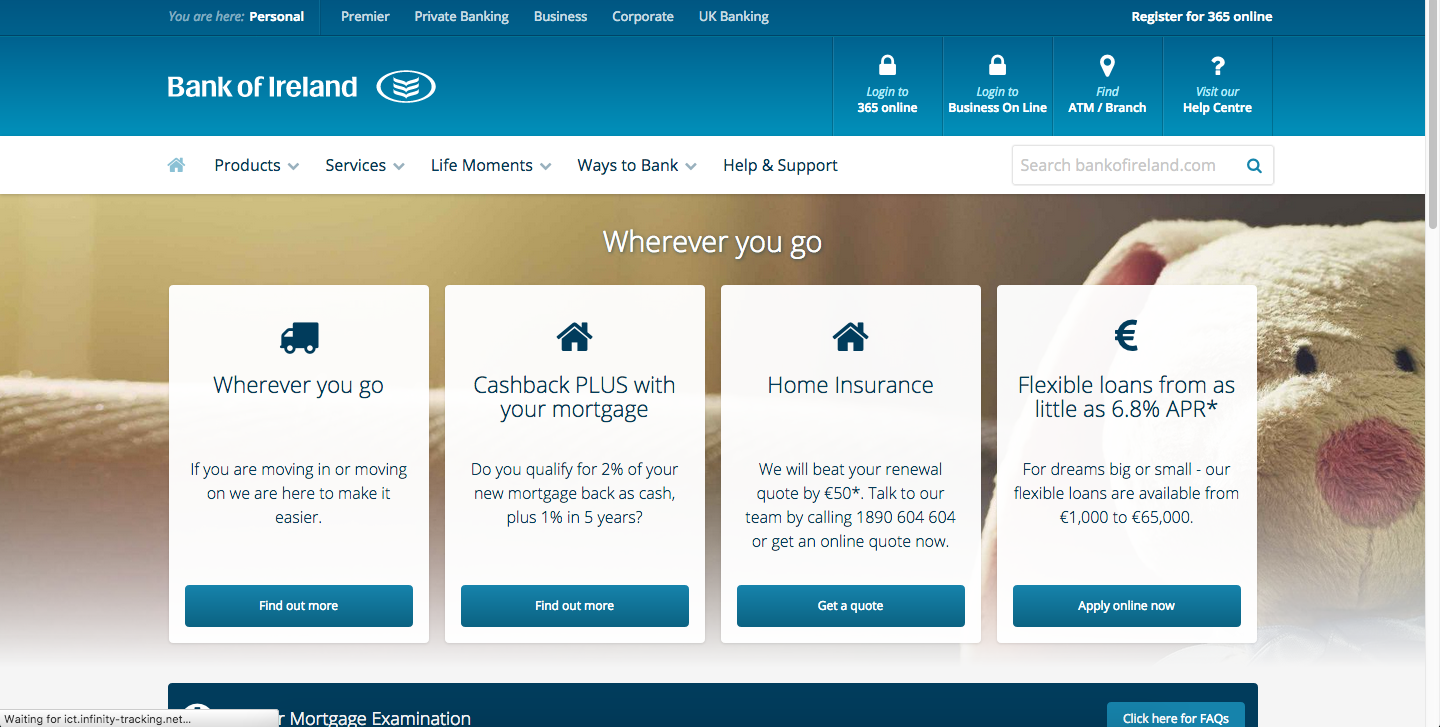 You are here: Personal
Premier
Private Banking
Business
Corporate
UK Banking
Register for 365 online
Bank of Ireland
Login to
365 online
Login to
Business On Line
Find
ATM / Branch
?
Visit our
Help Centre
Products
Services
Life Moments
Ways to Bank
Help & Support
Search bankofireland.com
Wherever you go
Wherever you go
If you are moving in or moving
on we are here to make it
easier.
Find out more
Cashback PLUS with
your mortgage
Do you qualify for 2% of your
new mortgage back as cash,
plus 1% in 5 years?
Find out more
Home Insurance
We will beat your renewal
quote by €50*. Talk to our
team by calling 1890 604 604
or get an online quote now.
Get a quote
€
Flexible loans from as
little as 6.8% APR*
For dreams big or small - our
flexible loans are available from
€1,000 to €65,000.
Apply online now
r Mortgage Examination
Click here for FAQs
Waiting for ict.infinity-tracking.net...